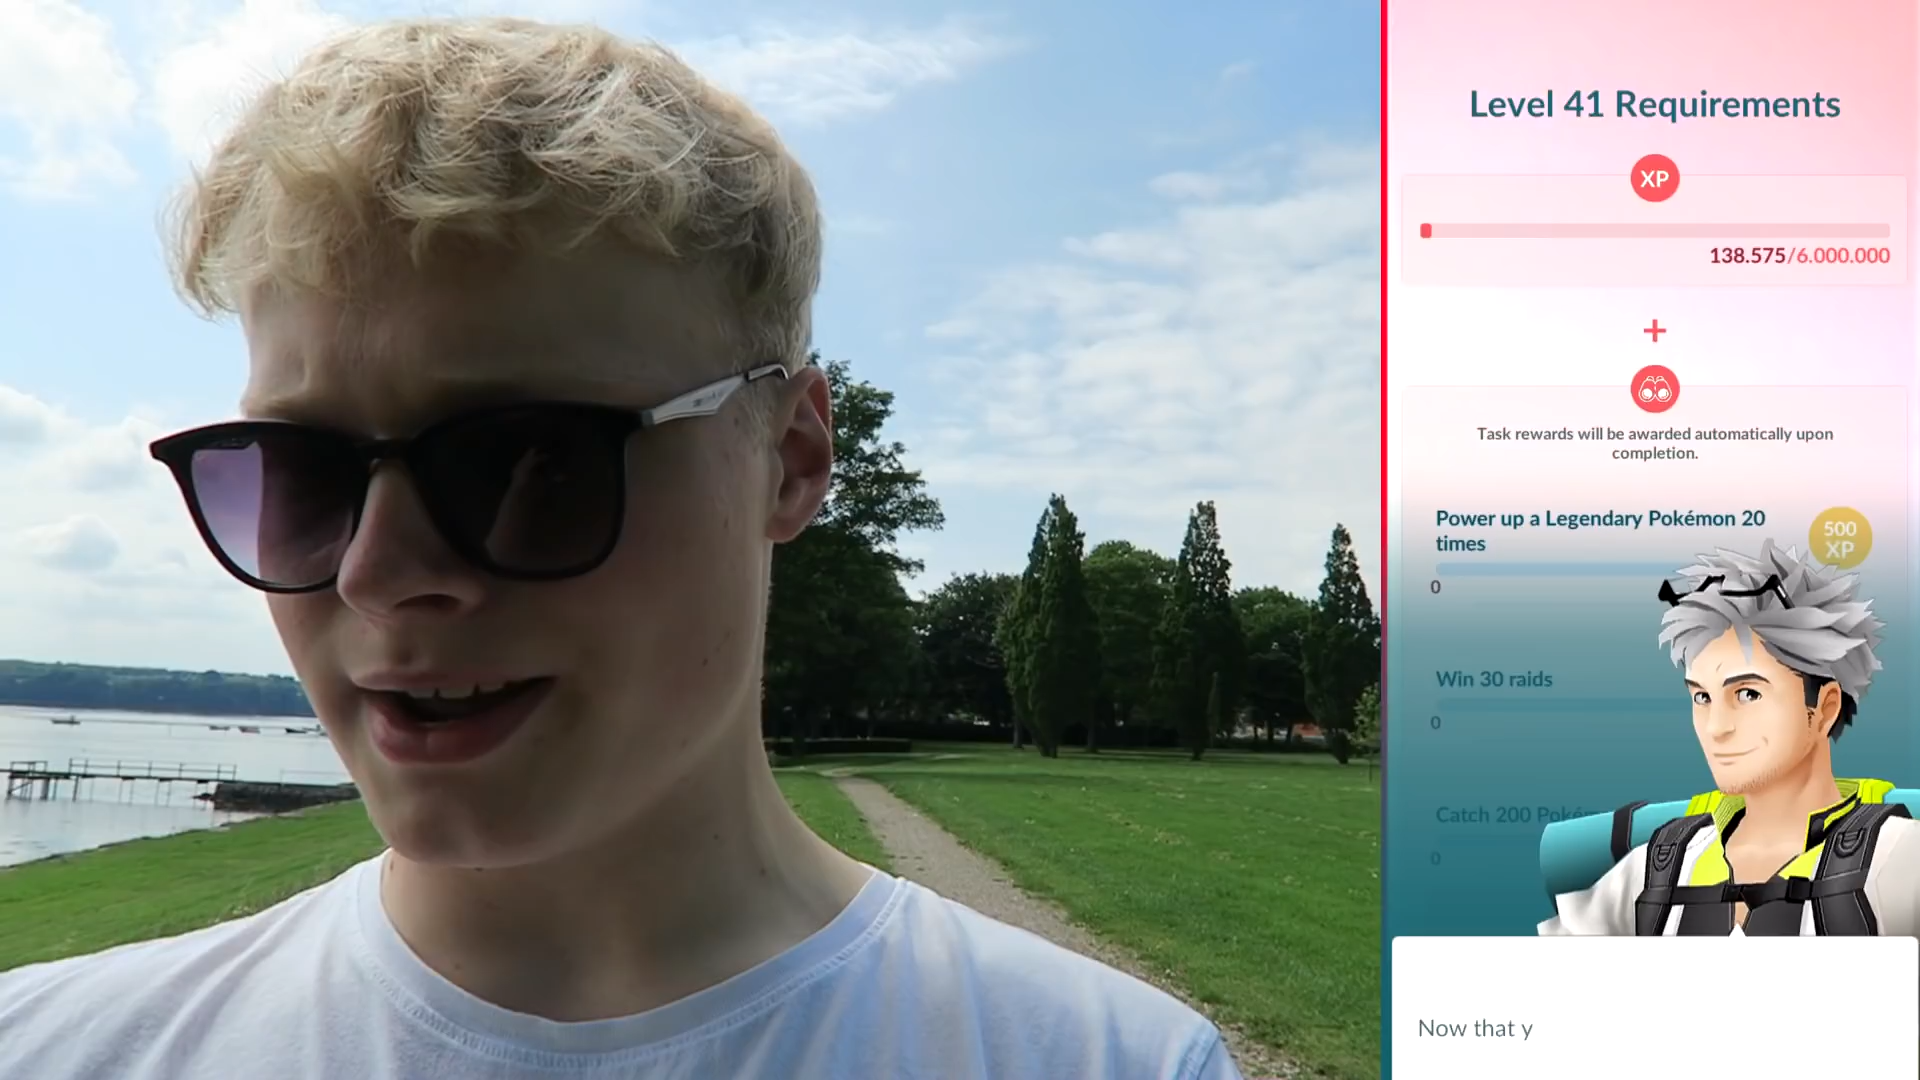 Level 41 Requirements
XP
138.575/6.000.000
+
Task rewards will be awarded automatically upon
completion.
Power up a Legendary Pokémon 20
times
500
XP
0
Win 30 raids
0
Catch 200 Pokém
0
Now that y